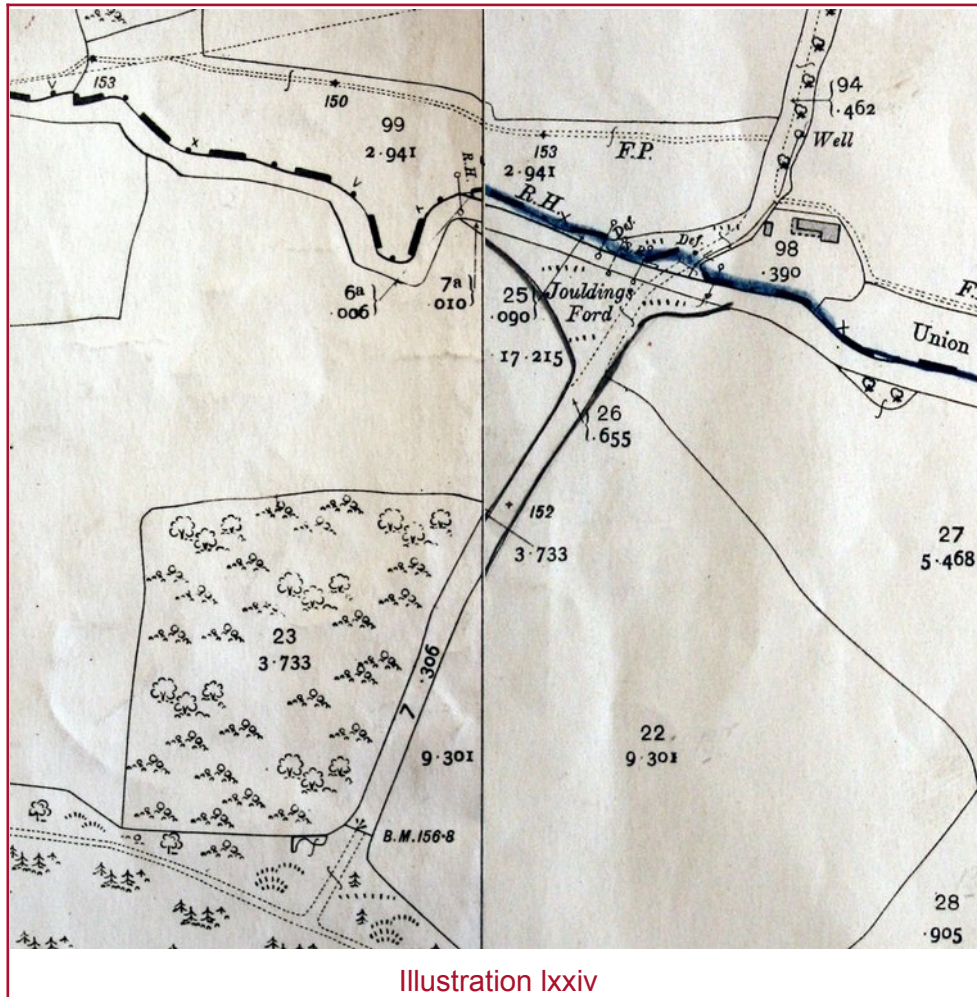 94
.462
Well
153
150
99
2.941
R.H.
153
F.P.
2.941
R.H.
Def.
Def.
98
.390
F
6a
.006
7a
.010
25
.090
Jouldings
Ford
Union
17.215
26
.655
152
3.733
27
5.468
23
3.733
7
.306
22
9.301
9.301
B.M.156.8
28
.905
Illustration lxxiv